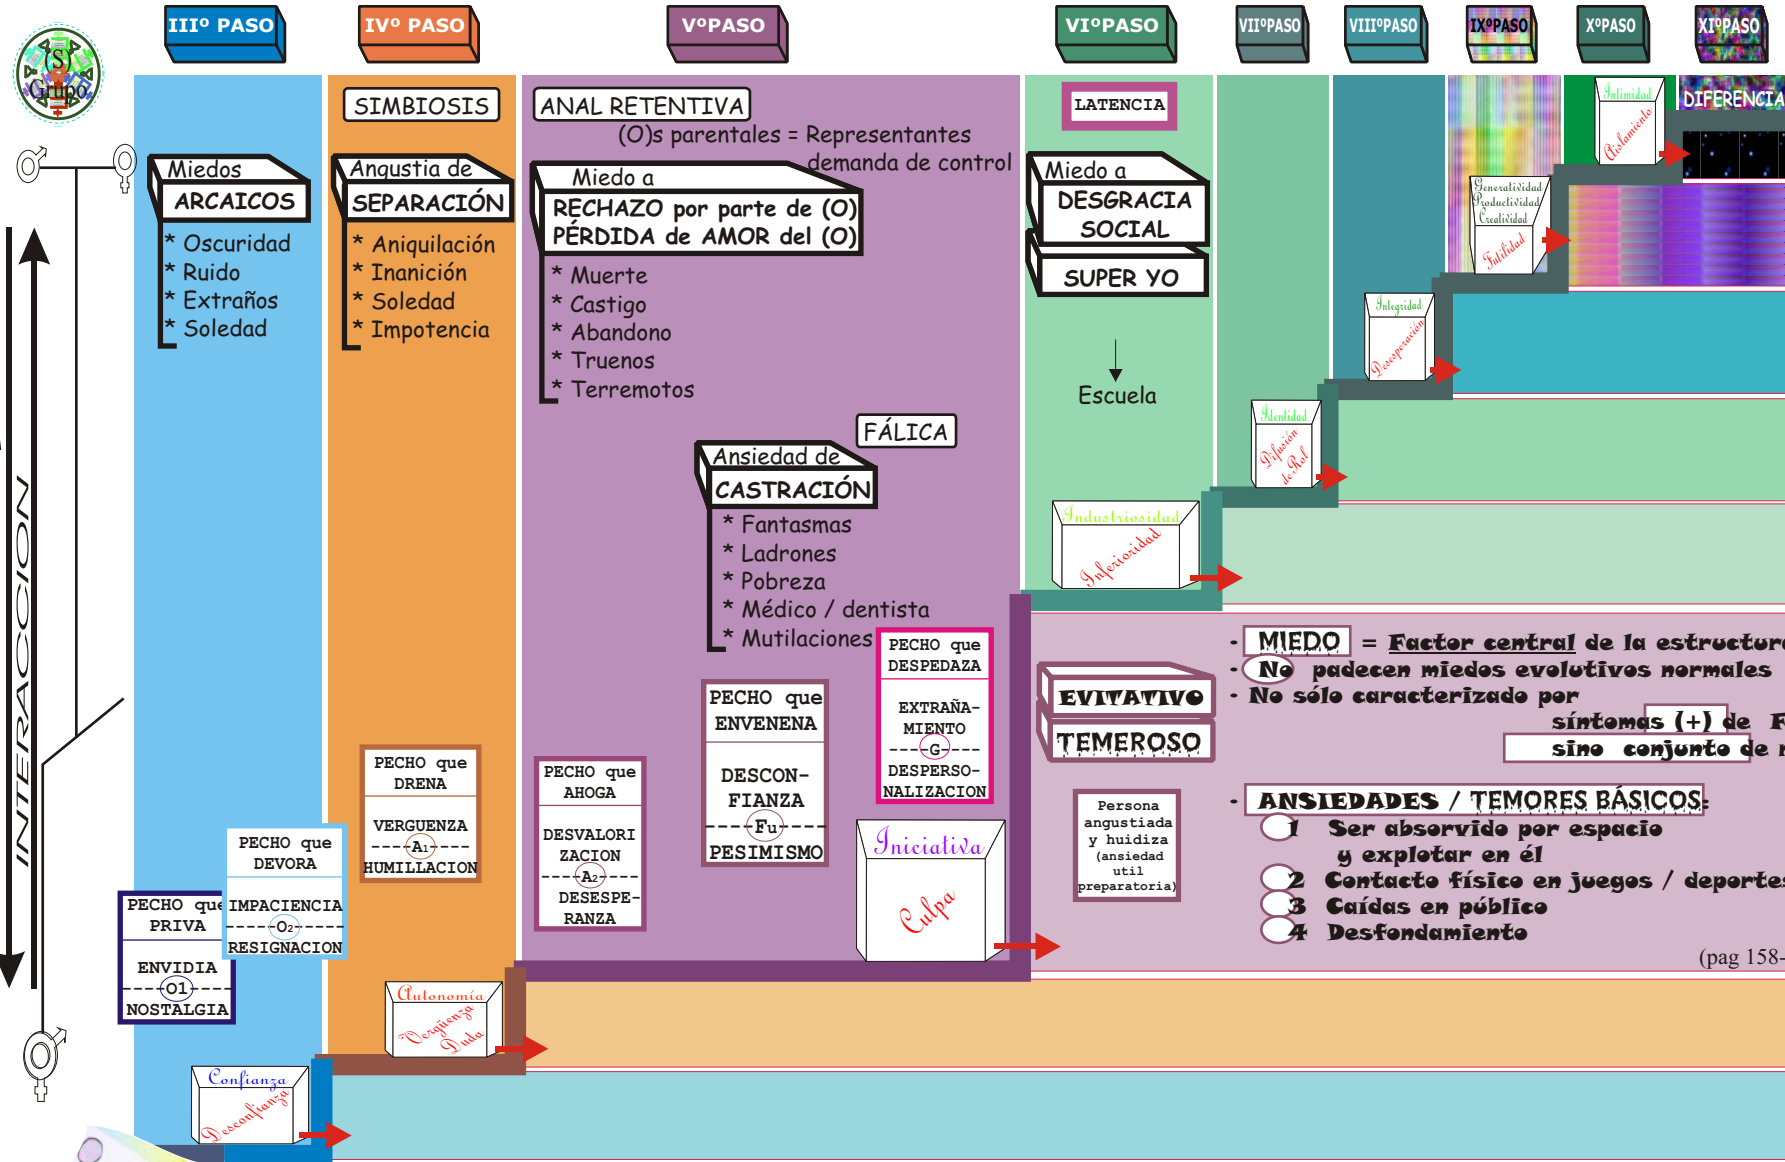 IIIº PASO
IVº PASO
VºPASO
VIºPASO
VIIºPASO
VIIIºPASO
IXºPASO
XºPASO
XIºPASO
(S)
Grupo
INTERACCION
Miedos
ARCAICOS
* Oscuridad
* Ruido
* Extraños
* Soledad
SIMBIOSIS
Angustia de
SEPARACIÓN
* Aniquilación
* Inanición
* Soledad
* Impotencia
ANAL RETENTIVA
(O)s parentales = Representantes
demanda de control
Miedo a
RECHAZO por parte de (O)
PÉRDIDA de AMOR del (O)
* Muerte
* Castigo
* Abandono
* Truenos
* Terremotos
FÁLICA
Ansiedad de
CASTRACIÓN
* Fantasmas
* Ladrones
* Pobreza
* Médico / dentista
* Mutilaciones
LATENCIA
Miedo a
DESGRACIA
SOCIAL
SUPER YO
Escuela
DIFERENCIA
Intimidad
Aislamiento
Generatividad
Productividad
Creatividad
Futilidad
Integridad
Desesperación
Identidad
Difusión
de Rol
Industriosidad
Inferioridad
PECHO que
DESPEDAZA
EXTRAÑA-
MIENTO
----G----
DESPERSO-
NALIZACION
PECHO que
ENVENENA
DESCON-
FIANZA
---Fu---
PESIMISMO
PECHO que
AHOGA
DESVALORI
ZACION
---A2---
DESESPE-
RANZA
PECHO que
DRENA
VERGUENZA
----A1----
HUMILLACION
PECHO que
DEVORA
IMPACIENCIA
----O2----
RESIGNACION
PECHO que
PRIVA
ENVIDIA
---O1---
NOSTALGIA
Iniciativa
Culpa
Autonomía
Vergüenza
Duda
Confianza
Desconfianza
EVITATIVO
TEMEROSO
Persona
angustiada
y huidiza
(ansiedad
util
preparatoria)
· MIEDO = Factor central de la estructura
· No padecen miedos evolutivos normales
· No sólo caracterizado por
síntomas (+) de F
sino conjunto de
· ANSIEDADES / TEMORES BÁSICOS:
1 Ser absorvido por espacio
y explotar en él
2 Contacto físico en juegos / deportes
3 Caídas en público
4 Desfondamiento
(pag 158-